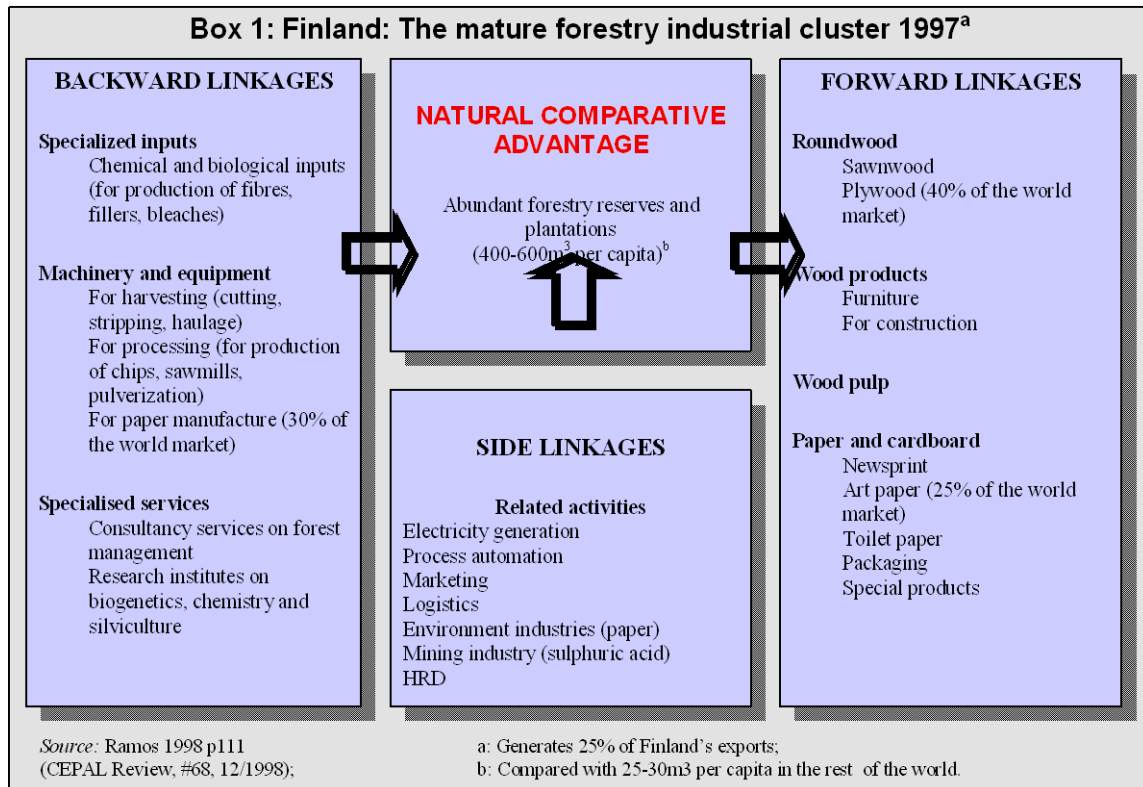 Box 1: Finland: The mature forestry industrial cluster 1997a
BACKWARD LINKAGES
Specialized inputs
Chemical and biological inputs
(for production of fibres,
fillers, bleaches)
Machinery and equipment
For harvesting (cutting,
stripping, haulage)
For processing (for production
of chips, sawmills,
pulverization)
For paper manufacture (30% of
the world market)
Specialised services
Consultancy services on forest
management
Research institutes on
biogenetics, chemistry and
silviculture
NATURAL COMPARATIVE
ADVANTAGE
Abundant forestry reserves and
plantations
(400-600m3 per capita)b
SIDE LINKAGES
Related activities
Electricity generation
Process automation
Marketing
Logistics
Environment industries (paper)
Mining industry (sulphuric acid)
HRD
FORWARD LINKAGES
Roundwood
Sawnwood
Plywood (40% of the world
market)
Wood products
Furniture
For construction
Wood pulp
Paper and cardboard
Newsprint
Art paper (25% of the world
market)
Toilet paper
Packaging
Special products
Source: Ramos 1998 p111
(CEPAL Review, #68, 12/1998);
a: Generates 25% of Finland's exports;
b: Compared with 25-30m3 per capita in the rest of the world.